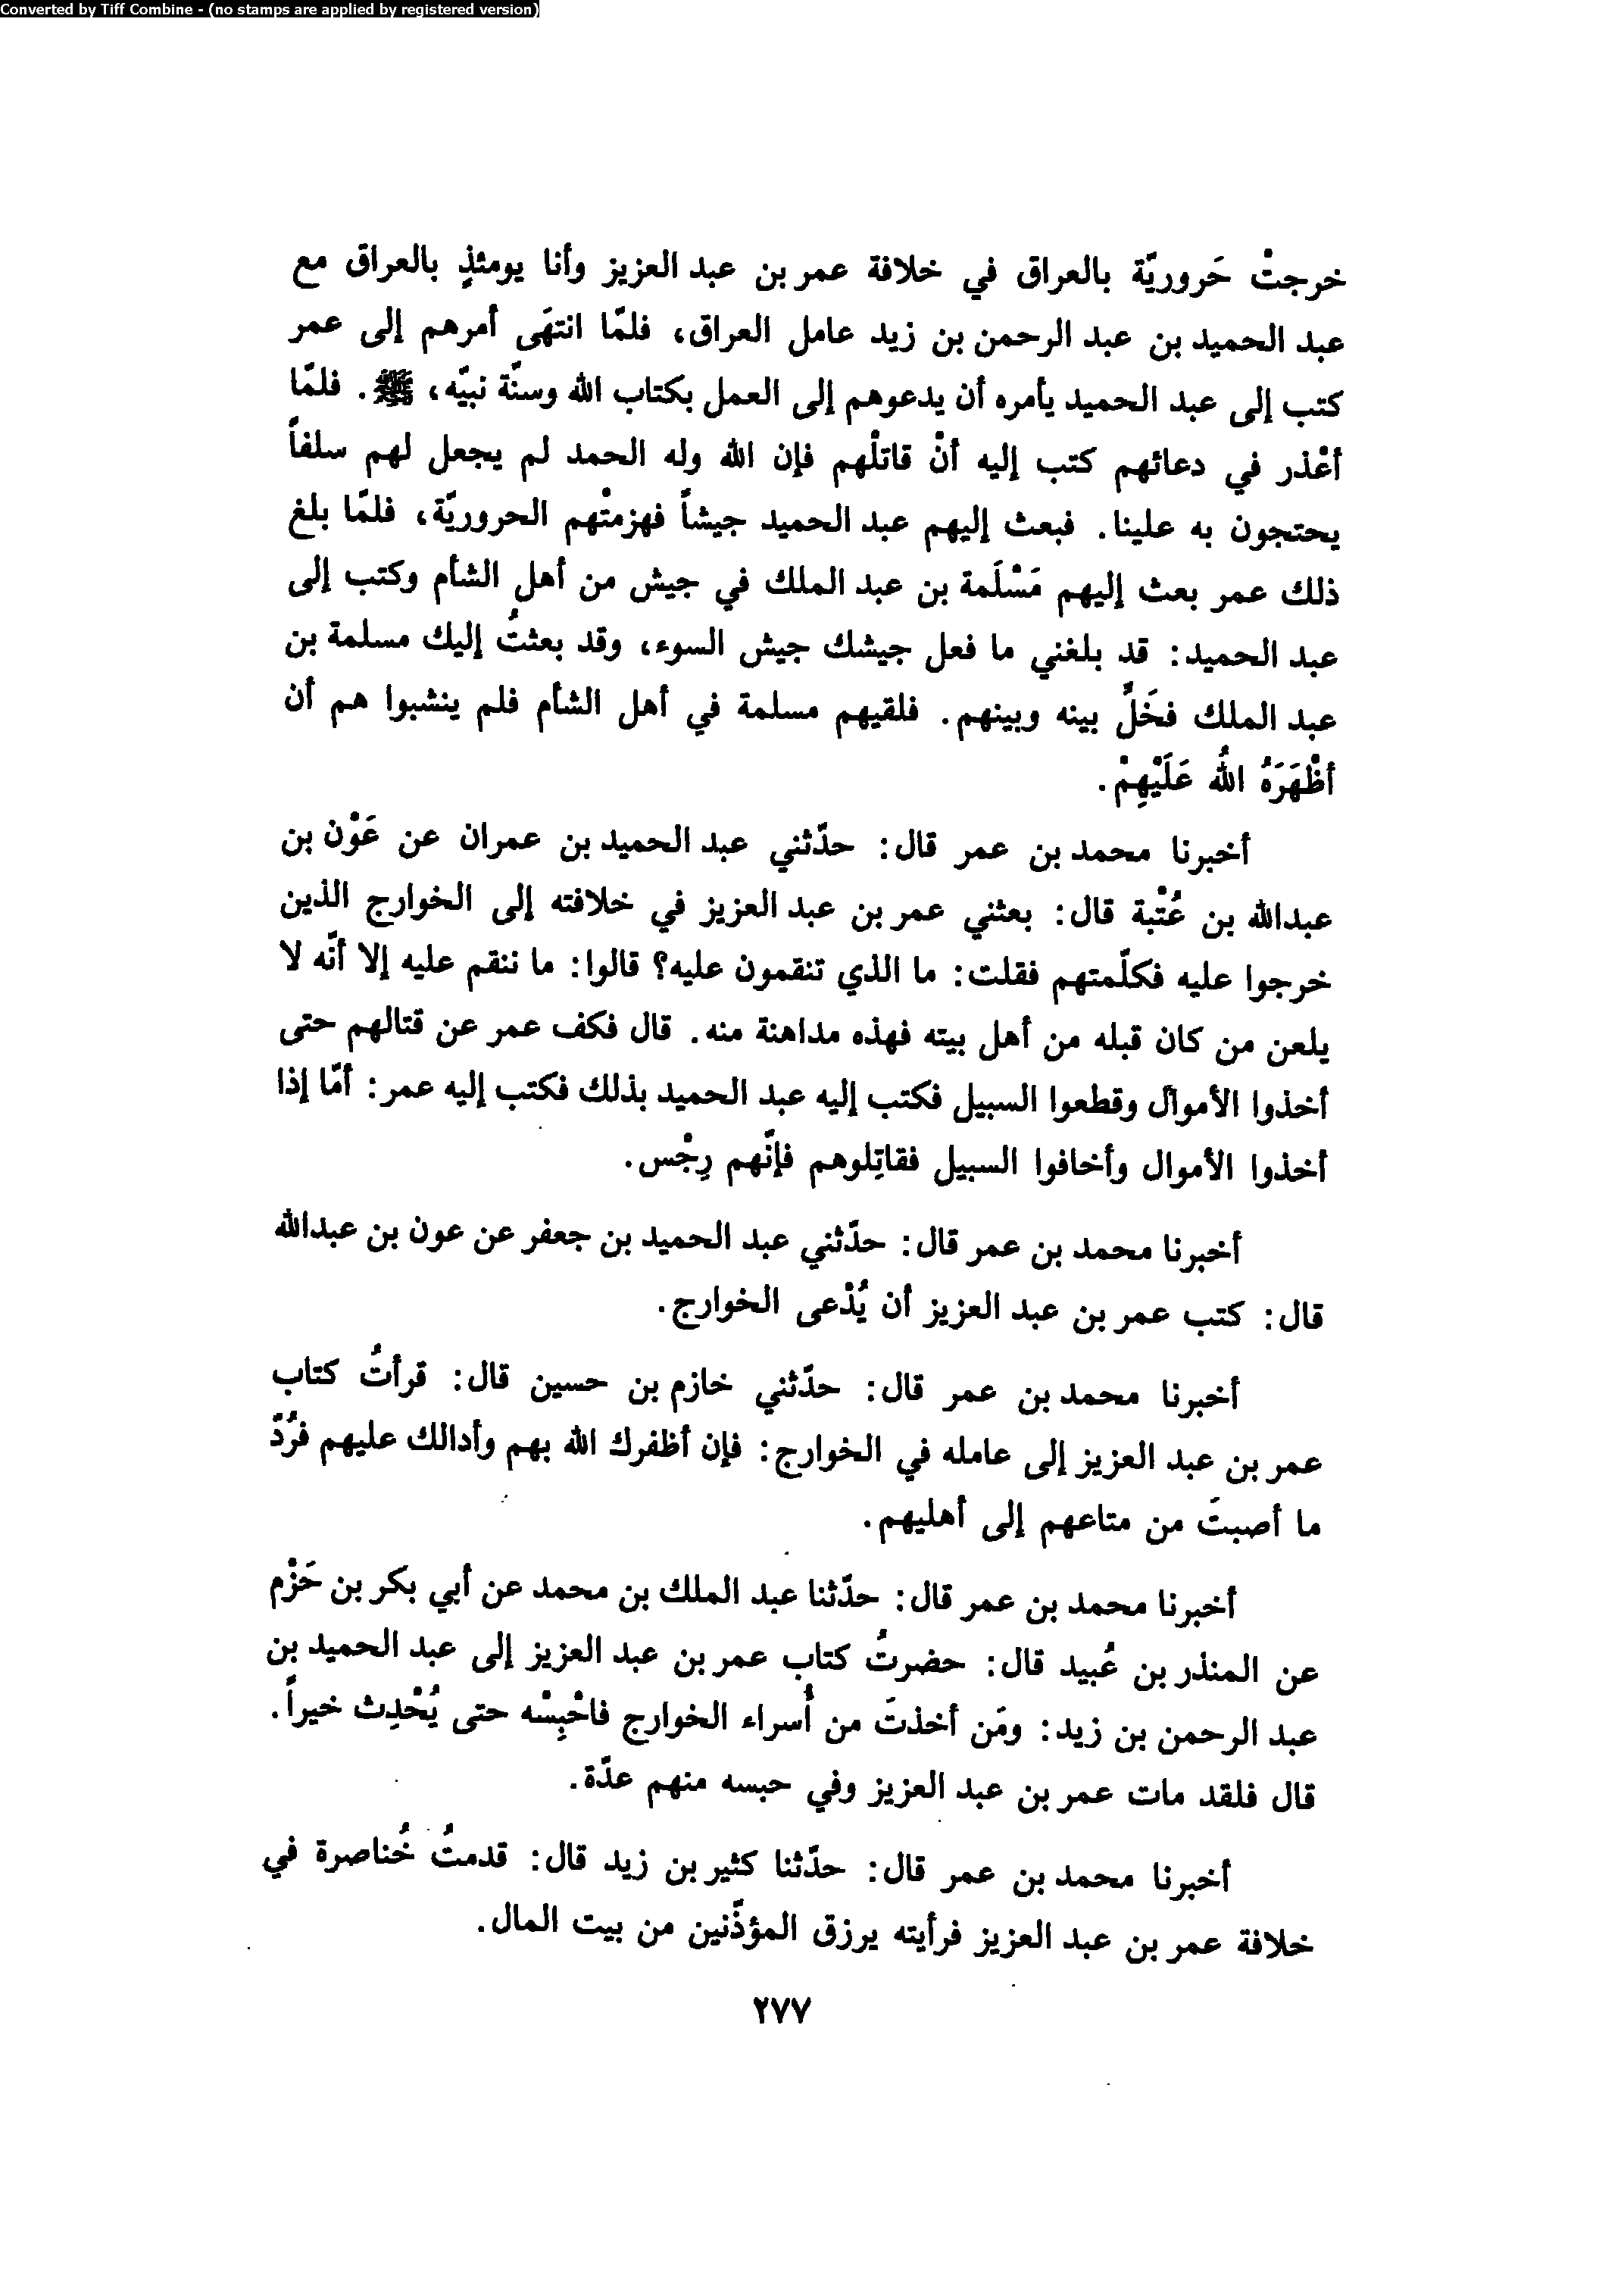 Converted by Tiff Combine - (no stamps are applied by registered version)
خرجتْ حَروريّة بالعراق في خلافة عمر بن عبد العزيز وأنا يومئذٍ بالعراق مع
عبد الحميد بن عبد الرحمن بن زيد عامل العراق، فلمّا انتهَى أمرهم إلى عمر
كتب إلى عبد الحميد يأمره أن يدعوهم إلى العمل بكتاب الله وسنّة نبيّه، ﷺ. فلمّا
أعْذر في دعائهم كتب إليه أنْ قاتلْهم فإن الله وله الحمد لم يجعل لهم سلفاً
يحتجون به علينا. فبعث إليهم عبد الحميد جيشاً فهزمتْهم الحروريّة، فلمّا بلغ
ذلك عمر بعث إليهم مَسْلَمة بن عبد الملك في جيش من أهل الشأم وكتب إلى
عبد الحميد: قد بلغني ما فعل جيشك جيش السوء، وقد بعثتُ إليك مسلمة بن
عبد الملك فخَلِّ بينه وبينهم. فلقيهم مسلمة في أهل الشأم فلم ينشبوا هم أن
أظْهَرَهُ اللهُ عَلَيْهِمْ.
أخبرنا محمد بن عمر قال: حدّثني عبد الحميد بن عمران عن عَوْن بن
عبدالله بن عُتْبة قال: بعثني عمر بن عبد العزيز في خلافته إلى الخوارج الذين
خرجوا عليه فكلّمتهم فقلت: ما الذي تنقمون عليه؟ قالوا: ما ننقم عليه إلا أنّه لا
يلعن من كان قبله من أهل بيته فهذه مداهنة منه. قال فكف عمر عن قتالهم حتى
أخذوا الأموال وقطعوا السبيل فكتب إليه عبد الحميد بذلك فكتب إليه عمر: أمّا إذا
أخذوا الأموال وأخافوا السبيل فقاتِلوهم فإنّهم رِجْس.
أخبرنا محمد بن عمر قال: حدّثني عبد الحميد بن جعفر عن عون بن عبدالله
قال: كتب عمر بن عبد العزيز أن يُدْعى الخوارج.
أخبرنا محمد بن عمر قال: حدّثني خازم بن حسين قال: قرأتُ كتاب
عمر بن عبد العزيز إلى عامله في الخوارج: فإن أظفرك الله بهم وأدالك عليهم فرُدّ
ما أصبتَ من متاعهم إلى أهليهم.
أخبرنا محمد بن عمر قال: حدّثنا عبد الملك بن محمد عن أبي بكر بن حَزْم
عن المنذر بن عُبيد قال: حضرتُ كتاب عمر بن عبد العزيز إلى عبد الحميد بن
عبد الرحمن بن زيد: ومَن أخذتَ من أُسراء الخوارج فاحْبِسْه حتى يُحْدِث خيراً.
قال فلقد مات عمر بن عبد العزيز وفي حبسه منهم عدّة.
أخبرنا محمد بن عمر قال: حدّثنا كثير بن زيد قال: قدمتُ خُناصرة في
خلافة عمر بن عبد العزيز فرأيته يرزق المؤذّنين من بيت المال.
٢٧٧